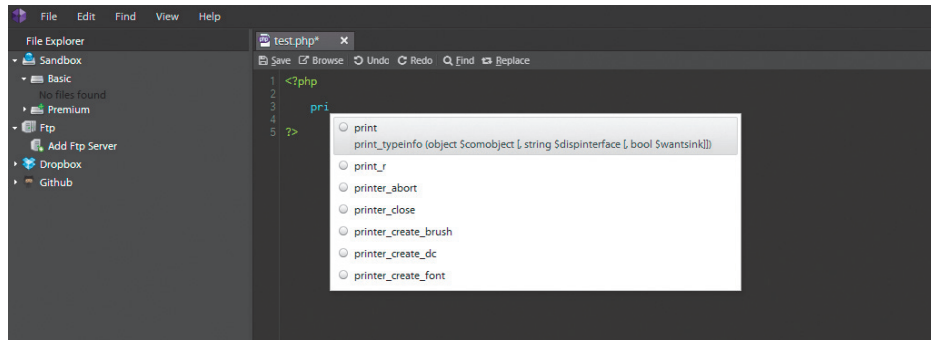 File Edit Find View Help
File Explorer
test.php* x
Sandbox
Save Browse Undo Redo Find Replace
Basic
No files found
Premium
Ftp
Add Ftp Server
Dropbox
Github
1 <?php
2
3 pri
4
5 ?>
print
print_typeinfo (object $comobject [, string $dispinterface [, bool $wantsink]])
print_r
printer_abort
printer_close
printer_create_brush
printer_create_dc
printer_create_font